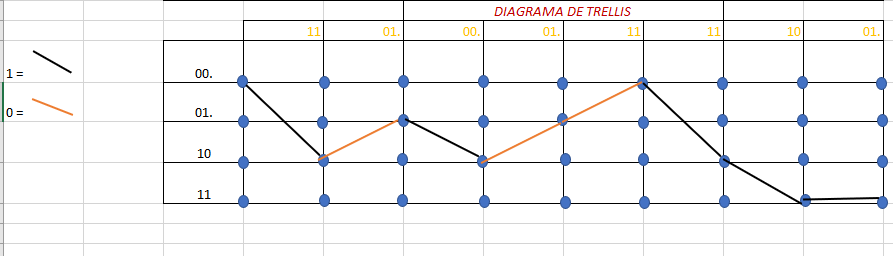 DIAGRAMA DE TRELLIS
11 01. 00. 01. 11 11 10 01.
1 = 00.
0 = 01.
10
11